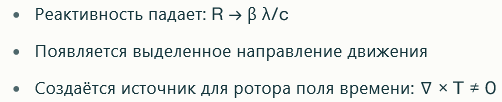 • Реактивность падает: R → β λ/c
• Появляется выделенное направление движения
• Создаётся источник для ротора поля времени: ∇ × T ≠ 0